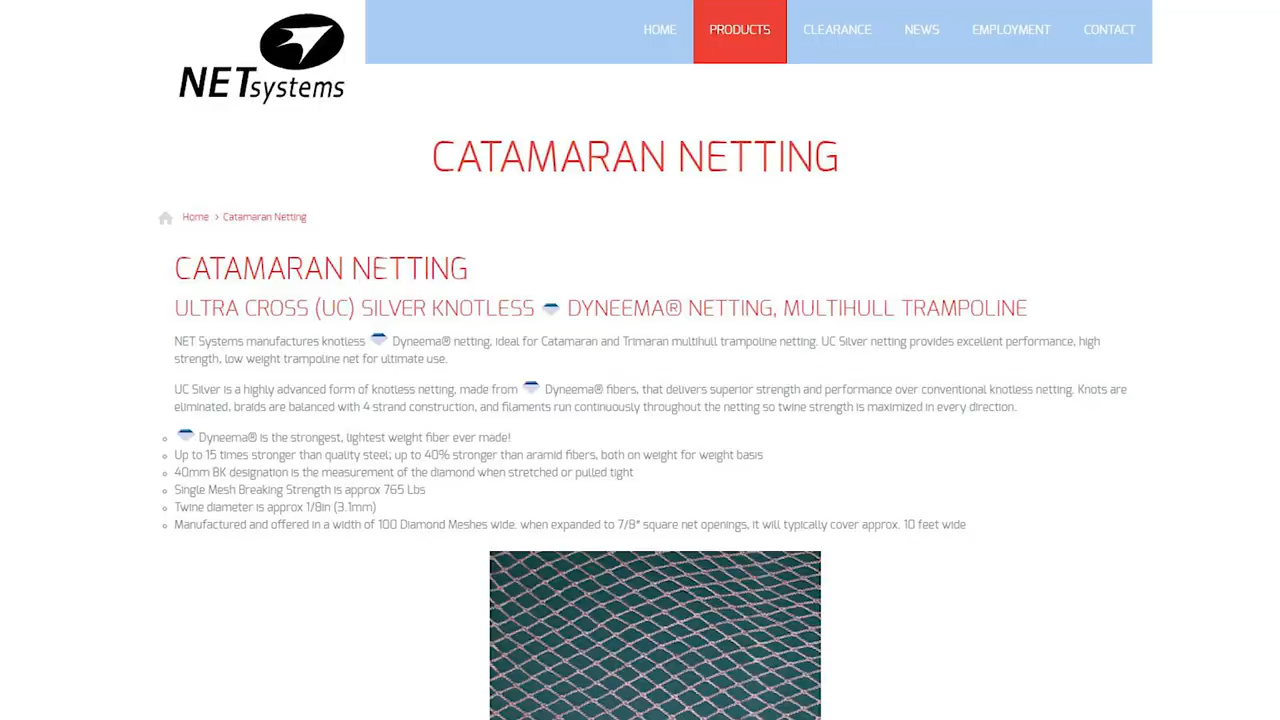 HOME PRODUCTS CLEARANCE NEWS EMPLOYMENT CONTACT
NETsystems
CATAMARAN NETTING
Home > Catamaran Netting
CATAMARAN NETTING
ULTRA CROSS (UC) SILVER KNOTLESS DYNEEMA® NETTING, MULTIHULL TRAMPOLINE
NET Systems manufactures knotless Dyneema® netting, ideal for Catamaran and Trimaran multihull trampoline netting. UC Silver netting provides excellent performance, high
strength, low weight trampoline net for ultimate use.
UC Silver is a highly advanced form of knotless netting, made from Dyneema® fibers, that delivers superior strength and performance over conventional knotless netting. Knots are
eliminated, braids are balanced with 4 strand construction, and filaments run continuously throughout the netting so twine strength is maximized in every direction.
Dyneema® is the strongest, lightest weight fiber ever made!
Up to 15 times stronger than quality steel; up to 40% stronger than aramid fibers, both on weight for weight basis
40mm BK designation is the measurement of the diamond when stretched or pulled tight
Single Mesh Breaking Strength is approx 765 Lbs
Twine diameter is approx 1/8in (3.1mm)
Manufactured and offered in a width of 100 Diamond Meshes wide. when expanded to 7/8" square net openings, it will typically cover approx. 10 feet wide